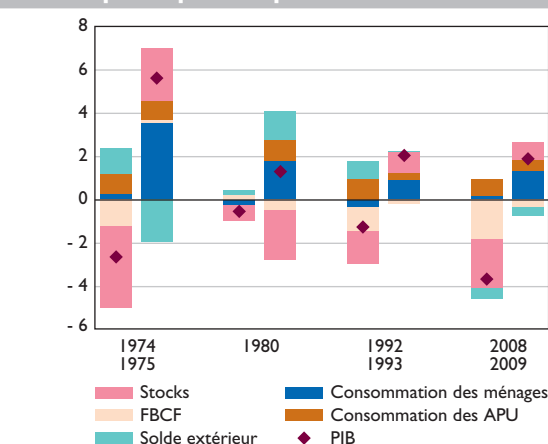 8
6
4
2
0
- 2
- 4
- 6
1974 1980 1992 2008
1975 1993 2009
Stocks Consommation des ménages
FBCF Consommation des APU
Solde extérieur PIB